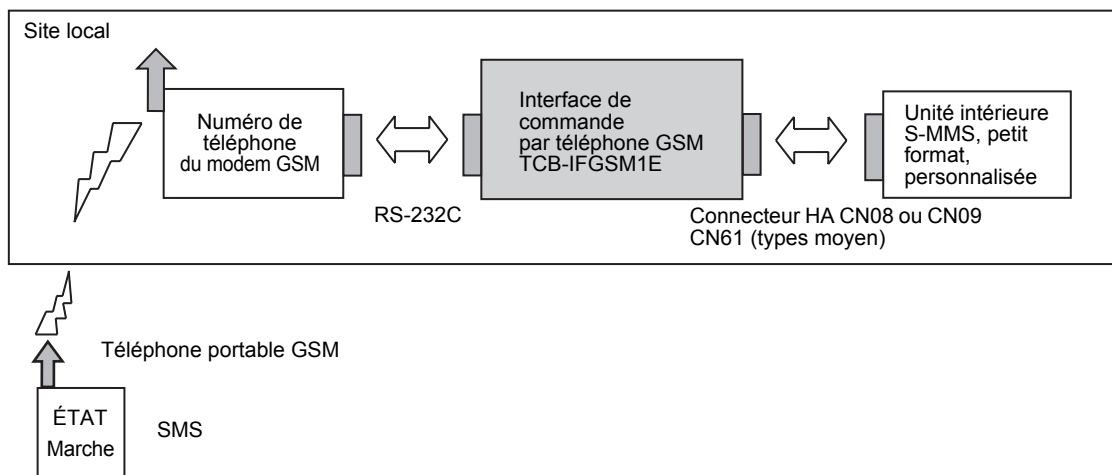 Site local
Numéro de
téléphone
du modem GSM
Interface de
commande
par téléphone GSM
TCB-IFGSM1E
Unité intérieure
S-MMS, petit
format,
personnalisée
RS-232C
Connecteur HA CN08 ou CN09
CN61 (types moyen)
Téléphone portable GSM
ÉTAT
Marche
SMS